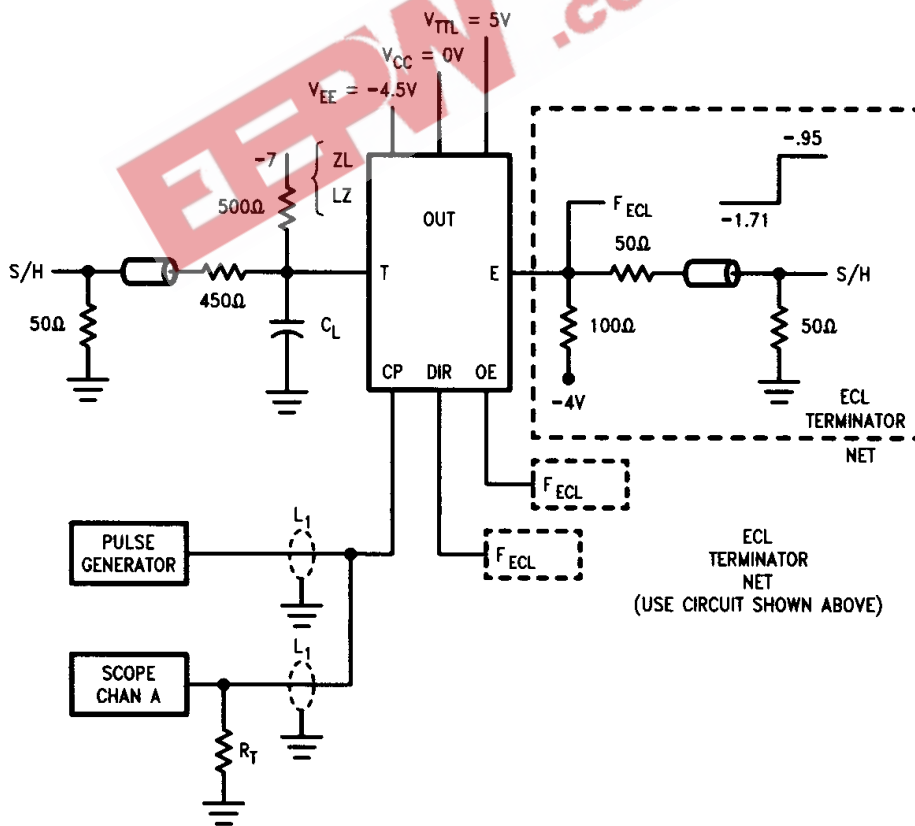 EEPW
.co
V_TTL = 5V
V_CC = 0V
V_EE = -4.5V
-7
ZL
LZ
500Ω
OUT
F_ECL
-.95
-1.71
S/H
450Ω
T
E
50Ω
S/H
50Ω
C_L
100Ω
50Ω
-4V
CP DIR OE
ECL
TERMINATOR
NET
F_ECL
F_ECL
L_1
PULSE
GENERATOR
ECL
TERMINATOR
NET
(USE CIRCUIT SHOWN ABOVE)
L_1
SCOPE
CHAN A
R_T